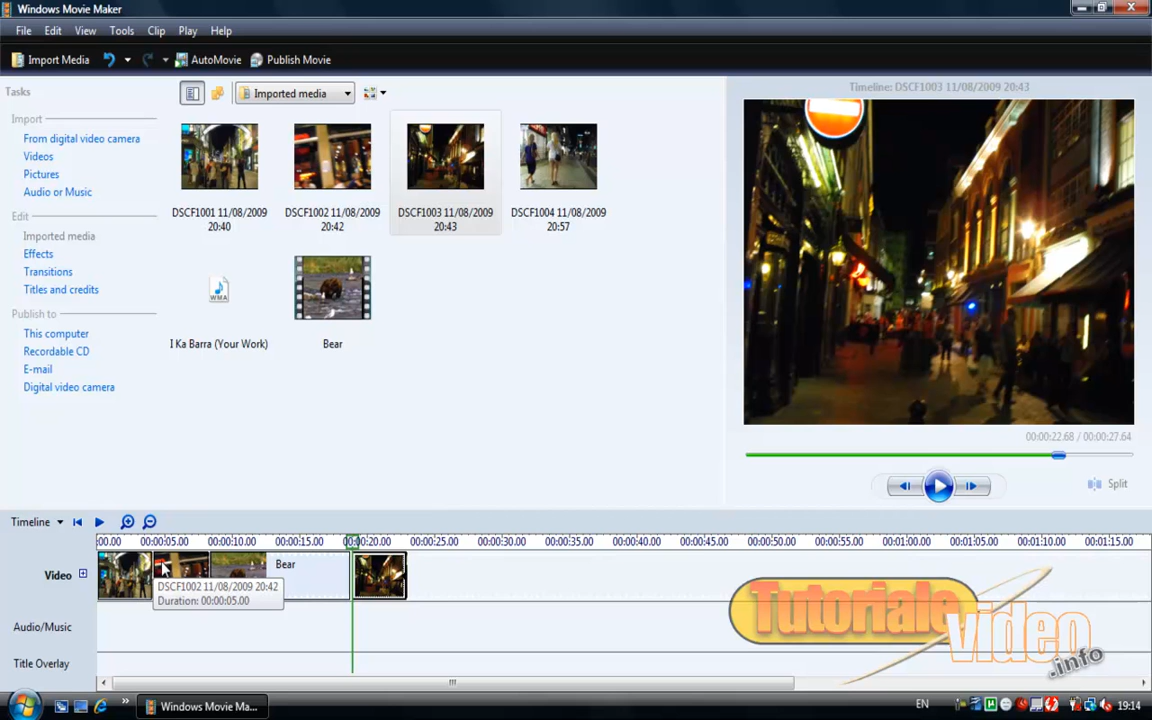 Windows Movie Maker
File Edit View Tools Clip Play Help
Import Media AutoMovie Publish Movie
Tasks
Import
From digital video camera
Videos
Pictures
Audio or Music
Edit
Imported media
Effects
Transitions
Titles and credits
Publish to
This computer
Recordable CD
E-mail
Digital video camera
Imported media
DSCF1001 11/08/2009
20:40
DSCF1002 11/08/2009
20:42
DSCF1003 11/08/2009
20:43
DSCF1004 11/08/2009
20:57
WMA
I Ka Barra (Your Work)
Bear
Timeline: DSCF1003 11/08/2009 20:43
00:00:22.68 / 00:00:27.64
Split
Timeline
:00.00 00:00:05.00 00:00:10.00 00:00:15.00 00:00:20.00 00:00:25.00 00:00:30.00 00:00:35.00 00:00:40.00 00:00:45.00 00:00:50.00 00:00:55.00 00:01:00.00 00:01:05.00 00:01:10.00 00:01:15.00
Video
Bear
DSCF1002 11/08/2009 20:42
Duration: 00:00:05.00
Audio/Music
Title Overlay
Tutoriale
Video
.info
Windows Movie Ma...
EN
19:14